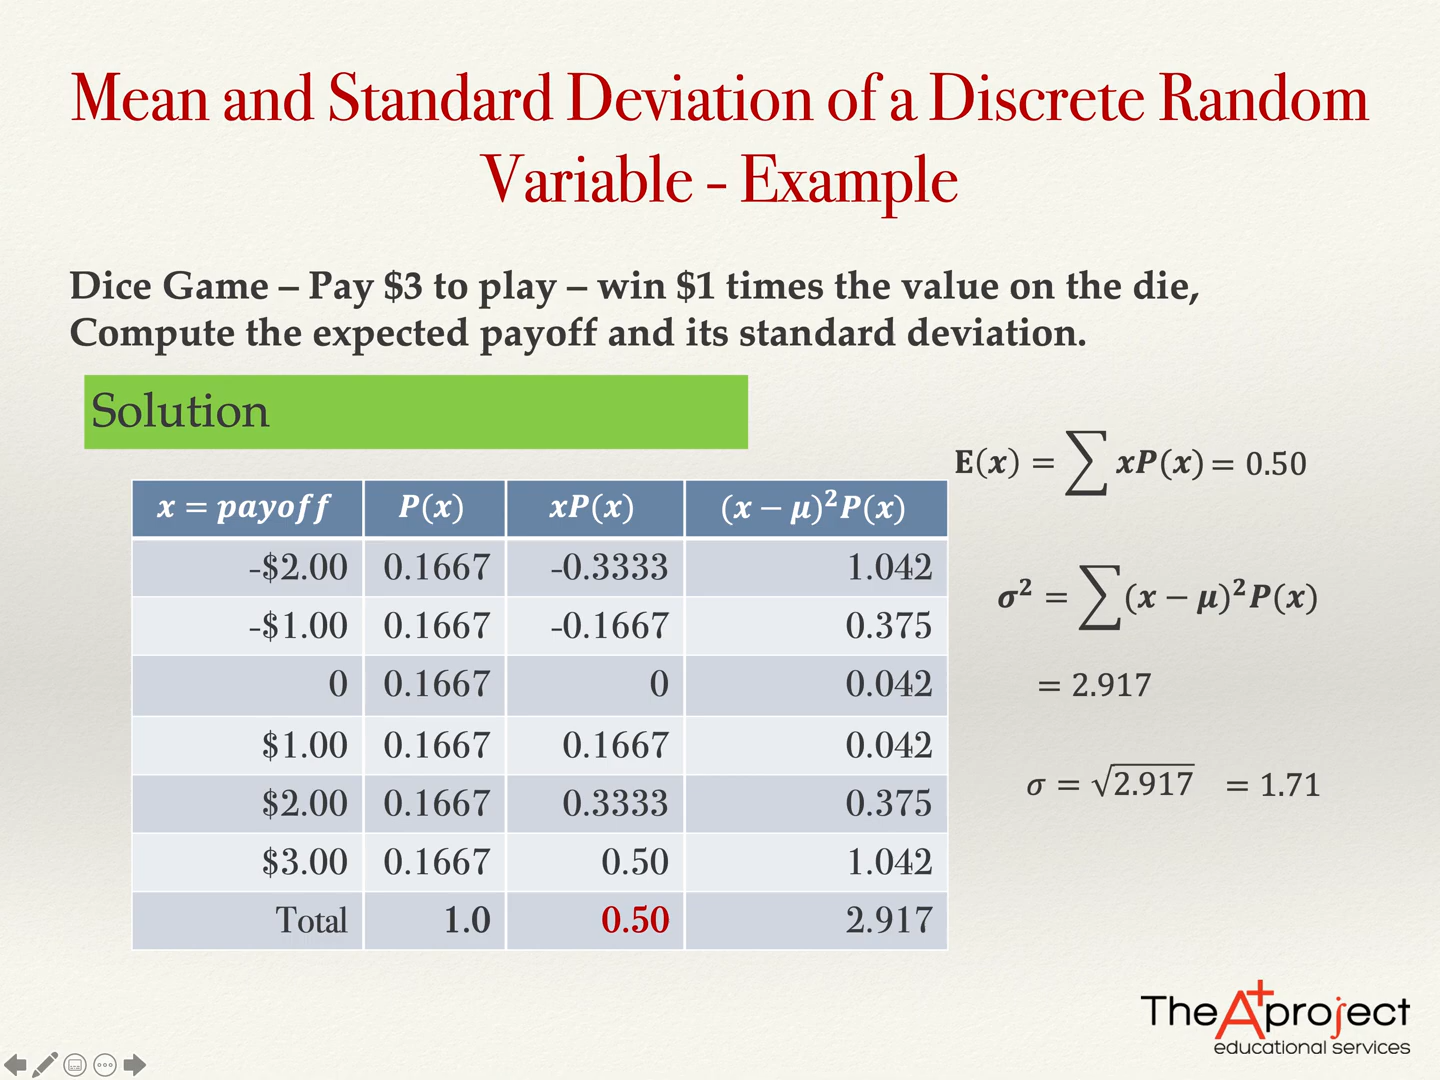 Mean and Standard Deviation of a Discrete Random
Variable - Example
Dice Game – Pay $3 to play – win $1 times the value on the die,
Compute the expected payoff and its standard deviation.
Solution
E(x) = ∑ xP(x) = 0.50
x = payoff P(x) xP(x) (x − μ)²P(x)
-$2.00 0.1667 -0.3333 1.042
-$1.00 0.1667 -0.1667 0.375
0 0.1667 0 0.042
$1.00 0.1667 0.1667 0.042
$2.00 0.1667 0.3333 0.375
$3.00 0.1667 0.50 1.042
Total 1.0 0.50 2.917
σ² = ∑(x − μ)²P(x)
= 2.917
σ = √2.917 = 1.71
The A+ project
educational services